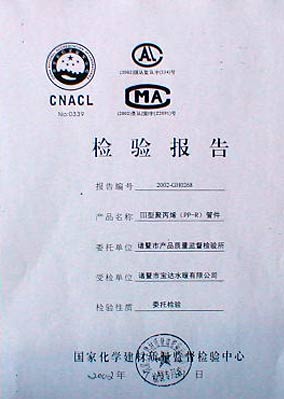 CNACL
No:0339
CAL
CMA
检验报告
报告编号 2002-GH0268
产品名称 III型聚丙烯（PP-R）管件
委托单位 诸暨市产品质量监督检验所
受检单位 诸暨市宝达水暖有限公司
检验性质 委托检验
国家化学建材质量监督检验中心